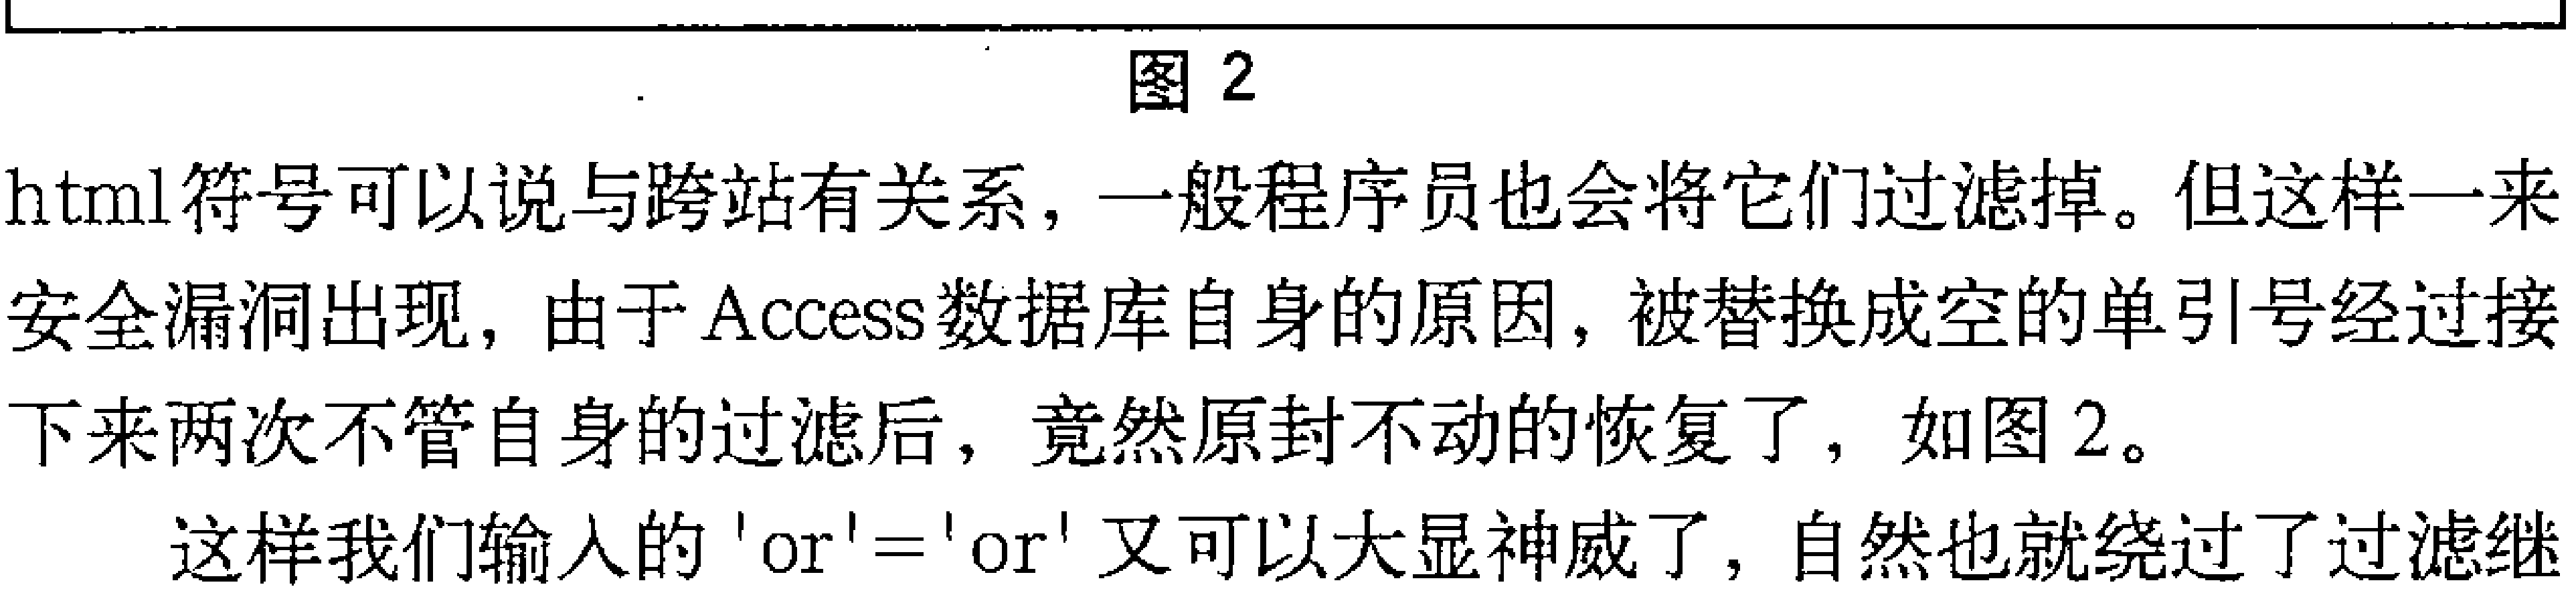 图 2
html符号可以说与跨站有关系，一般程序员也会将它们过滤掉。但这样一来
安全漏洞出现，由于Access数据库自身的原因，被替换成空的单引号经过接
下来两次不管自身的过滤后，竟然原封不动的恢复了，如图2。
这样我们输入的 'or'='or' 又可以大显神威了，自然也就绕过了过滤继